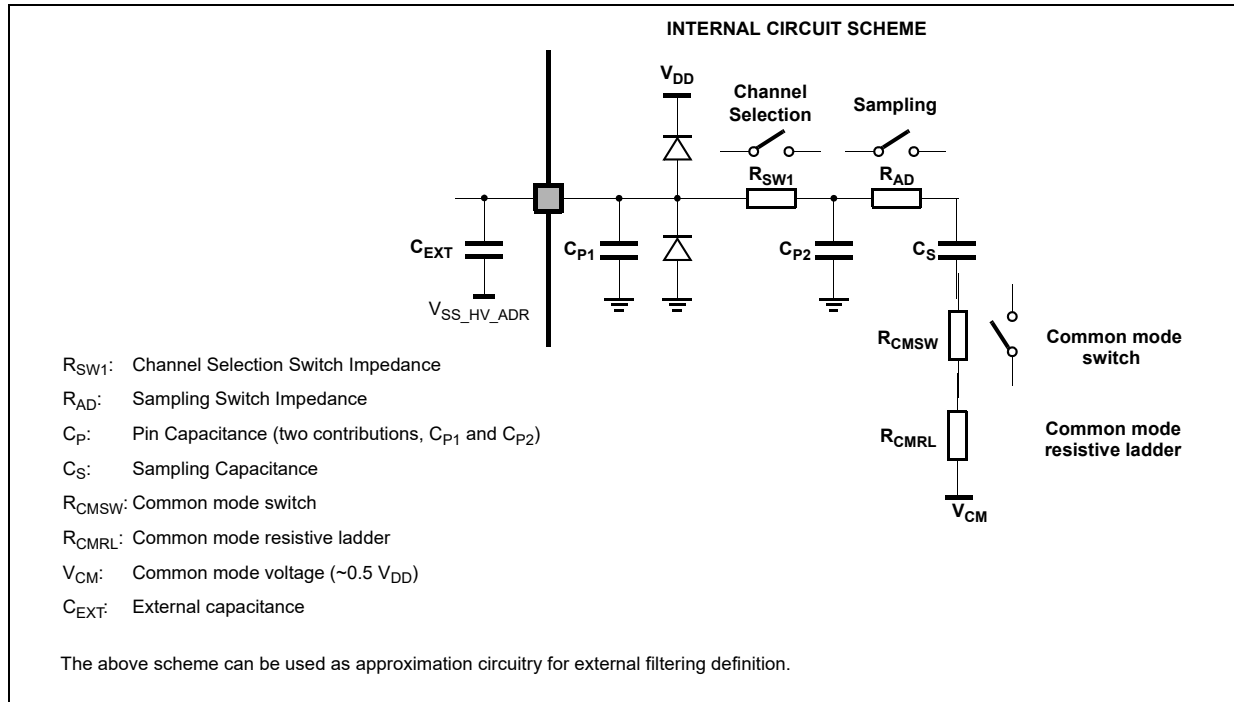 INTERNAL CIRCUIT SCHEME
VDD
Channel
Selection
Sampling
RSW1
RAD
CEXT
CP1
CP2
CS
VSS_HV_ADR
RCMSW
Common mode
switch
RCMRL
Common mode
resistive ladder
VCM
RSW1: Channel Selection Switch Impedance
RAD: Sampling Switch Impedance
CP: Pin Capacitance (two contributions, CP1 and CP2)
CS: Sampling Capacitance
RCMSW: Common mode switch
RCMRL: Common mode resistive ladder
VCM: Common mode voltage (~0.5 VDD)
CEXT: External capacitance
The above scheme can be used as approximation circuitry for external filtering definition.